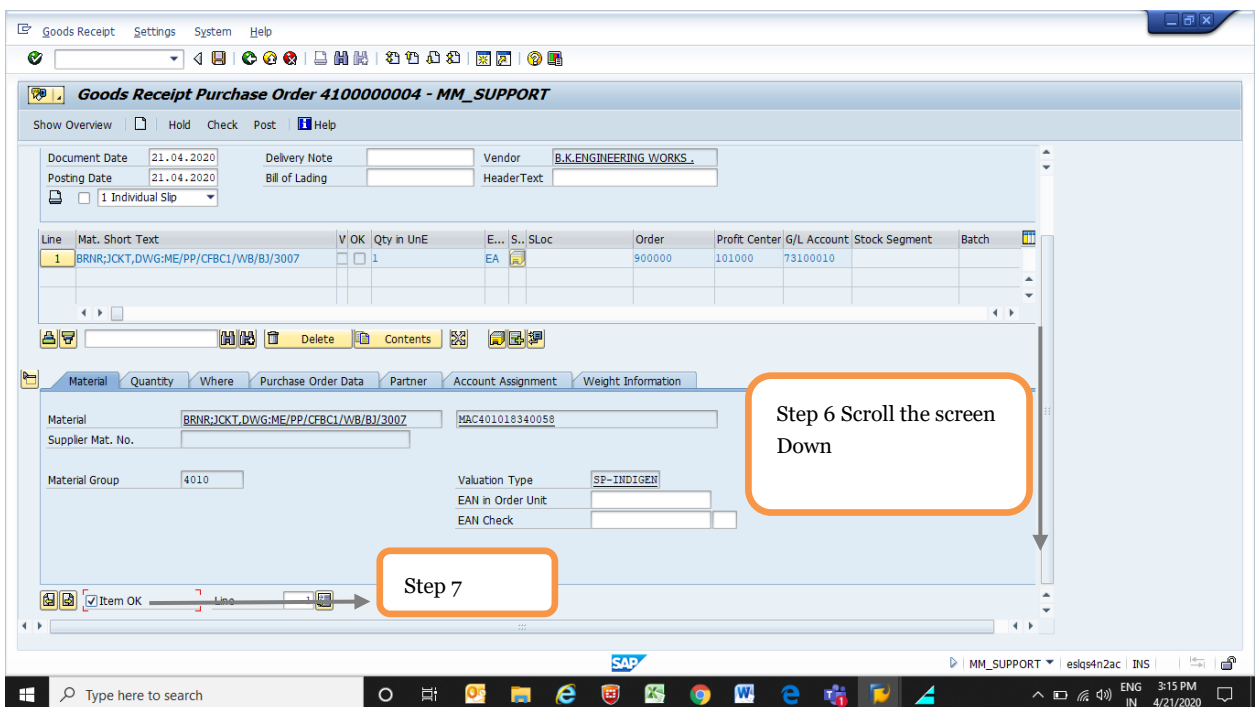 Goods Receipt Settings System Help
Goods Receipt Purchase Order 4100000004 - MM_SUPPORT
Show Overview Hold Check Post Help
Document Date 21.04.2020 Delivery Note Vendor B.K.ENGINEERING WORKS .
Posting Date 21.04.2020 Bill of Lading HeaderText
1 Individual Slip
Line Mat. Short Text V OK Qty in UnE E... S.. SLoc Order Profit Center G/L Account Stock Segment Batch
1 BRNR;JCKT,DWG:ME/PP/CFBC1/WB/BJ/3007 1 EA 900000 101000 73100010
Delete Contents
Material Quantity Where Purchase Order Data Partner Account Assignment Weight Information
Material BRNR;JCKT,DWG:ME/PP/CFBC1/WB/BJ/3007 MAC401018340058
Supplier Mat. No.
Material Group 4010 Valuation Type SP-INDIGEN
EAN in Order Unit
EAN Check
Step 6 Scroll the screen
Down
Step 7
Item OK Line 1
SAP
MM_SUPPORT eslqs4n2ac INS
Type here to search
ENG 3:15 PM
IN 4/21/2020